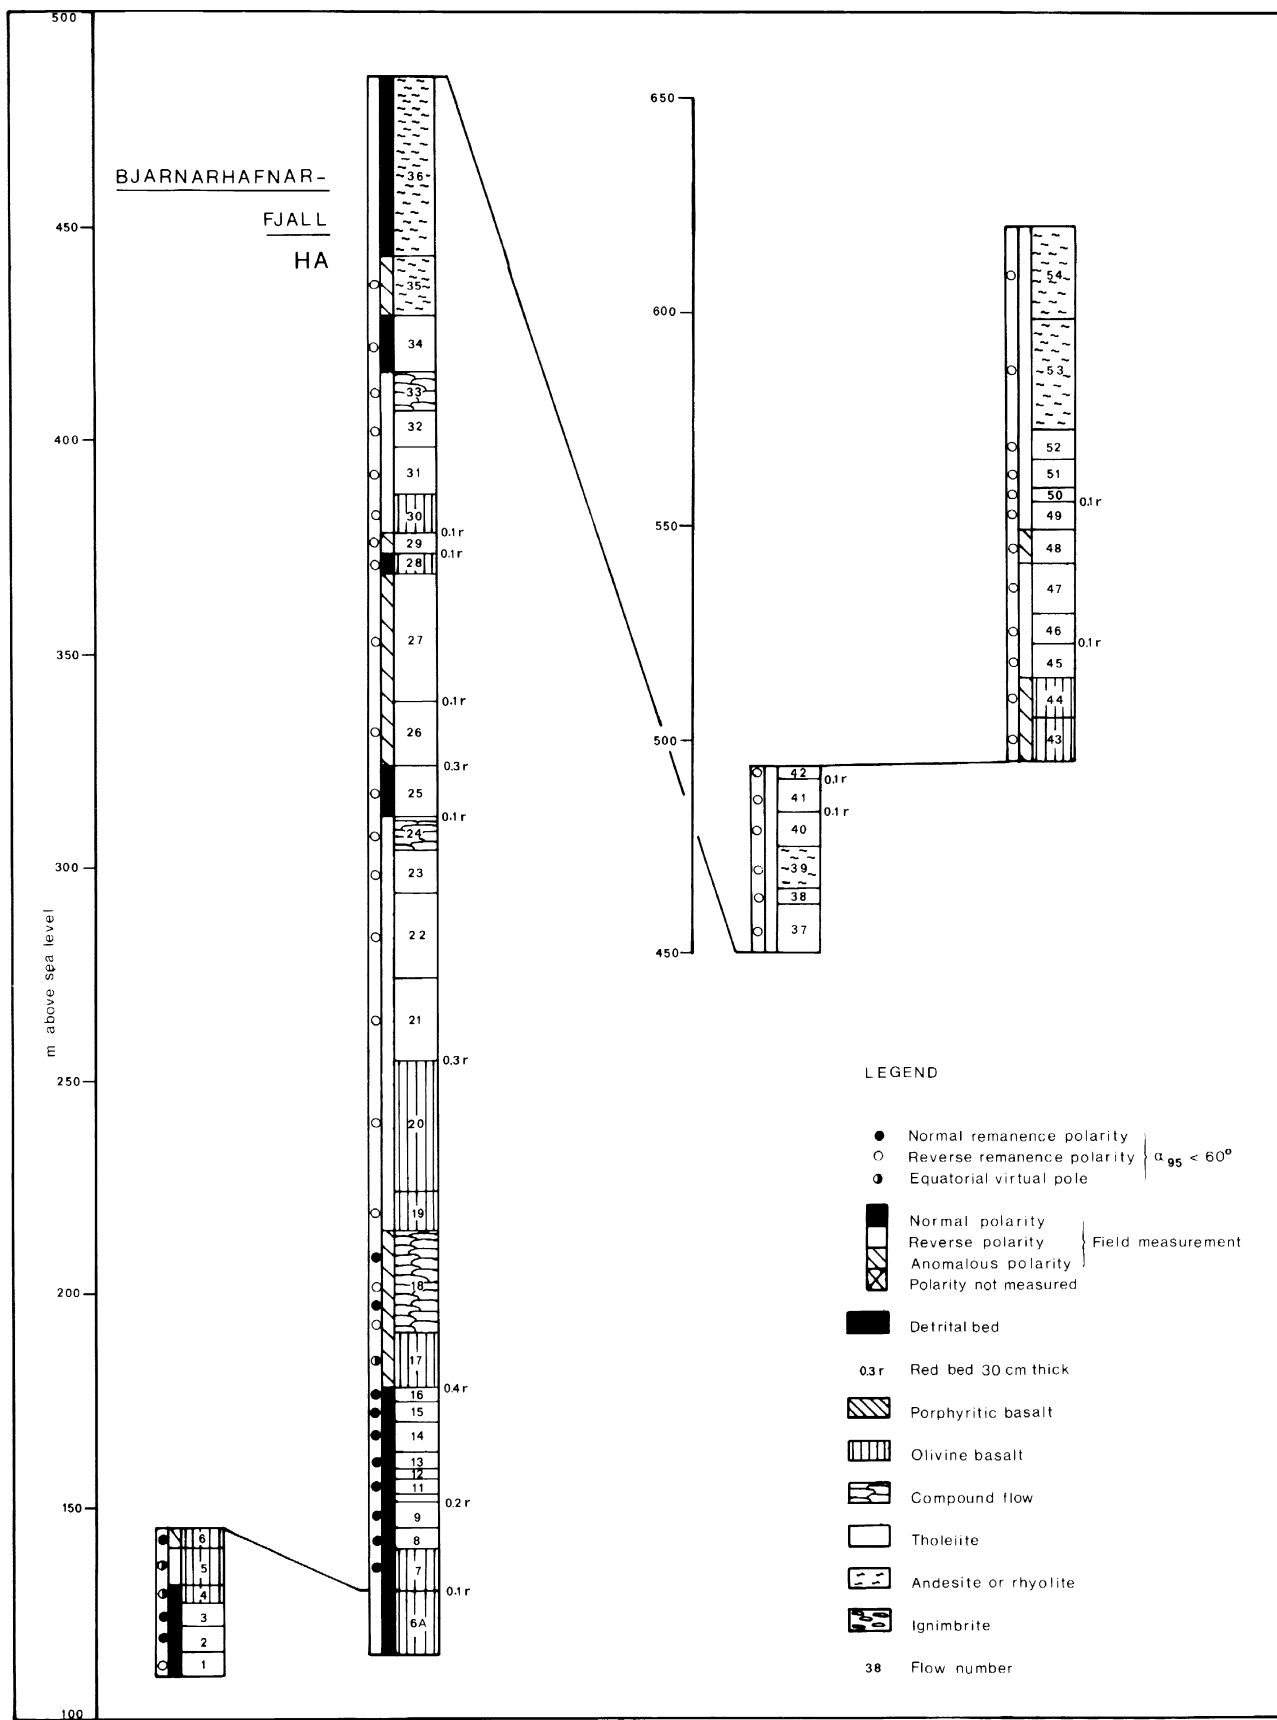 500
450
400
350
300
250
200
150
100
m above sea level
BJARNARHAFNAR-
FJALL
HA
6
5
4
3
2
1
36
35
34
33
32
31
30
0.1 r
29
0.1 r
28
27
0.1 r
26
0.3 r
25
0.1 r
24
23
22
21
0.3 r
20
19
18
17
0.4 r
16
15
14
13
12
11
0.2 r
9
8
7
0.1 r
6A
650
600
550
500
450
42
0.1 r
41
0.1 r
40
39
38
37
54
53
52
51
50
0.1 r
49
48
47
46
0.1 r
45
44
43
LEGEND
Normal remanence polarity
Reverse remanence polarity
Equatorial virtual pole
α95 < 60°
Normal polarity
Reverse polarity
Anomalous polarity
Polarity not measured
Field measurement
Detrital bed
0.3 r Red bed 30 cm thick
Porphyritic basalt
Olivine basalt
Compound flow
Tholeiite
Andesite or rhyolite
Ignimbrite
38 Flow number